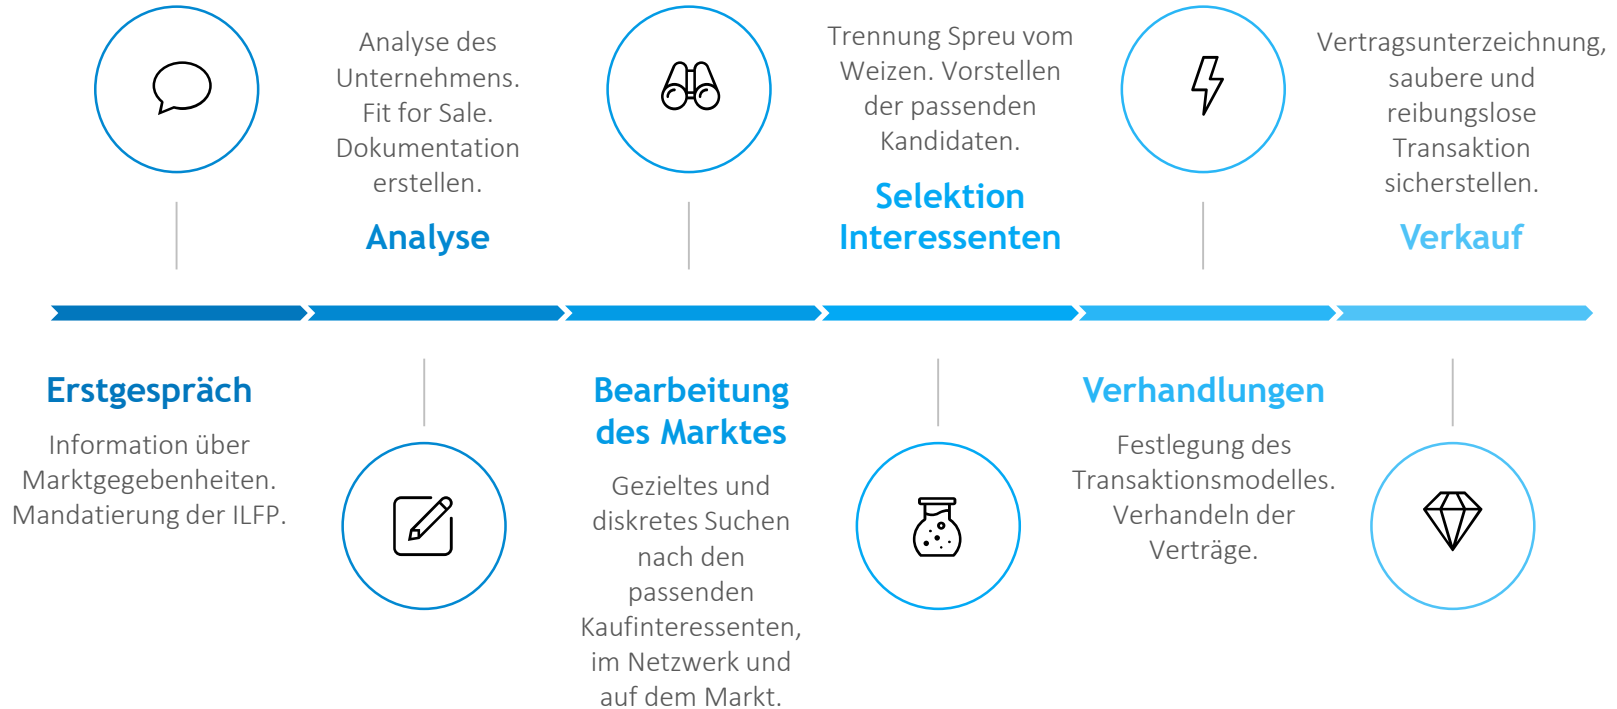 Erstgespräch
Information über
Marktgegebenheiten.
Mandatierung der ILFP.
Analyse des
Unternehmens.
Fit for Sale.
Dokumentation
erstellen.
Analyse
Bearbeitung
des Marktes
Gezieltes und
diskretes Suchen
nach den
passenden
Kaufinteressenten,
im Netzwerk und
auf dem Markt.
Trennung Spreu vom
Weizen. Vorstellen
der passenden
Kandidaten.
Selektion
Interessenten
Verhandlungen
Festlegung des
Transaktionsmodelles.
Verhandeln der
Verträge.
Vertragsunterzeichnung,
saubere und
reibungslose
Transaktion
sicherstellen.
Verkauf